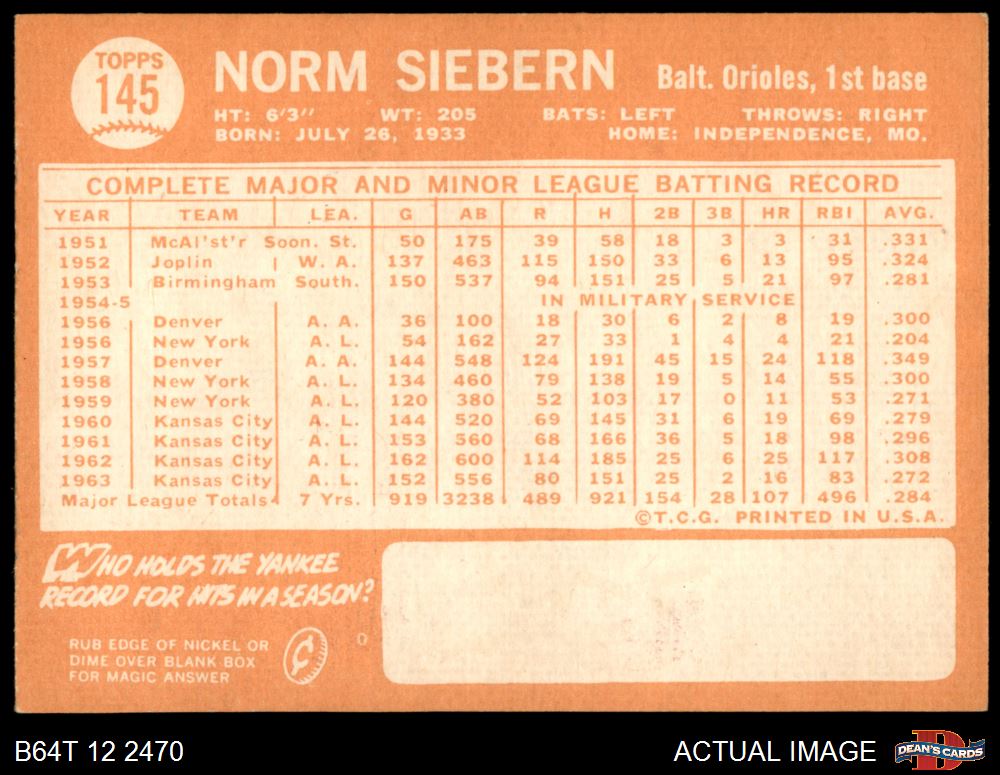 TOPPS
145
NORM SIEBERN Balt. Orioles, 1st base
HT: 6'3" WT: 205 BATS: LEFT THROWS: RIGHT
BORN: JULY 26, 1933 HOME: INDEPENDENCE, MO.
COMPLETE MAJOR AND MINOR LEAGUE BATTING RECORD
YEAR TEAM LEA. G AB R H 2B 3B HR RBI AVG.
1951 McAl'st'r Soon. St. 50 175 39 58 18 3 3 31 .331
1952 Joplin W. A. 137 463 115 150 33 6 13 95 .324
1953 Birmingham South. 150 537 94 151 25 5 21 97 .281
1954-5 IN MILITARY SERVICE
1956 Denver A. A. 36 100 18 30 6 2 8 19 .300
1956 New York A. L. 54 162 27 33 1 4 4 21 .204
1957 Denver A. A. 144 548 124 191 45 15 24 118 .349
1958 New York A. L. 134 460 79 138 19 5 14 55 .300
1959 New York A. L. 120 380 52 103 17 0 11 53 .271
1960 Kansas City A. L. 144 520 69 145 31 6 19 69 .279
1961 Kansas City A. L. 153 560 68 166 36 5 18 98 .296
1962 Kansas City A. L. 162 600 114 185 25 6 25 117 .308
1963 Kansas City A. L. 152 556 80 151 25 2 16 83 .272
Major League Totals 7 Yrs. 919 3238 489 921 154 28 107 496 .284
©T.C.G. PRINTED IN U.S.A.
WHO HOLDS THE YANKEE
RECORD FOR HITS IN A SEASON?
RUB EDGE OF NICKEL OR
DIME OVER BLANK BOX
FOR MAGIC ANSWER
¢
B64T 12 2470 ACTUAL IMAGE DEAN'S CARDS